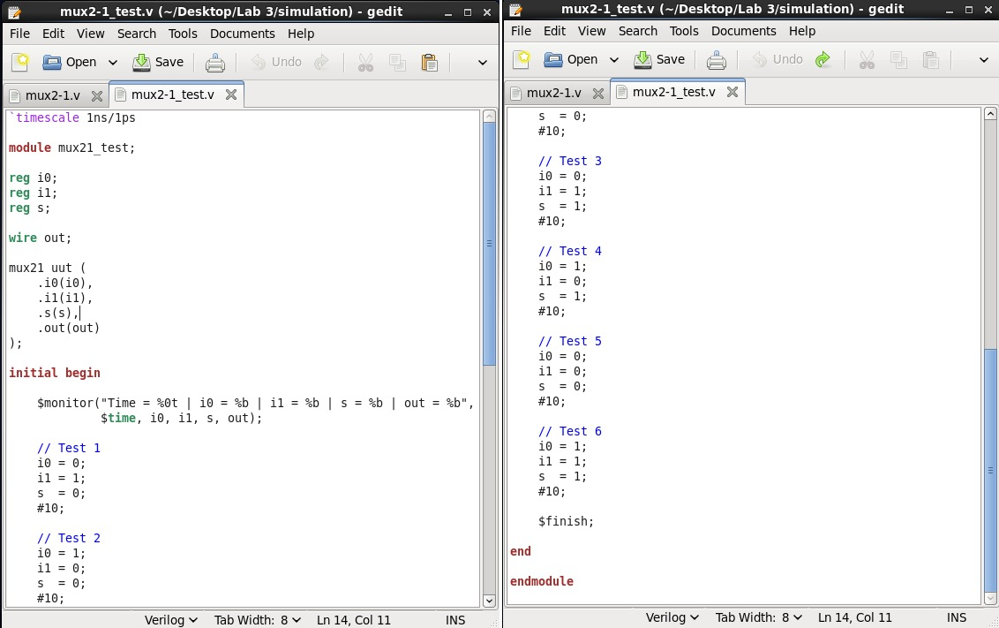 mux2-1_test.v (~/Desktop/Lab 3/simulation) - gedit
File Edit View Search Tools Documents Help
Open Save Undo
mux2-1.v mux2-1_test.v
`timescale 1ns/1ps
module mux21_test;
reg i0;
reg i1;
reg s;
wire out;
mux21 uut (
    .i0(i0),
    .i1(i1),
    .s(s),
    .out(out)
);
initial begin
    $monitor("Time = %0t | i0 = %b | i1 = %b | s = %b | out = %b",
             $time, i0, i1, s, out);
    // Test 1
    i0 = 0;
    i1 = 1;
    s  = 0;
    #10;
    // Test 2
    i0 = 1;
    i1 = 0;
    s  = 0;
    #10;
Verilog Tab Width: 8 Ln 14, Col 11 INS
mux2-1_test.v (~/Desktop/Lab 3/simulation) - gedit
File Edit View Search Tools Documents Help
Open Save Undo
mux2-1.v mux2-1_test.v
    s  = 0;
    #10;
    // Test 3
    i0 = 0;
    i1 = 1;
    s  = 1;
    #10;
    // Test 4
    i0 = 1;
    i1 = 0;
    s  = 1;
    #10;
    // Test 5
    i0 = 0;
    i1 = 0;
    s  = 0;
    #10;
    // Test 6
    i0 = 1;
    i1 = 1;
    s  = 1;
    #10;
    $finish;
end
endmodule
Verilog Tab Width: 8 Ln 14, Col 11 INS